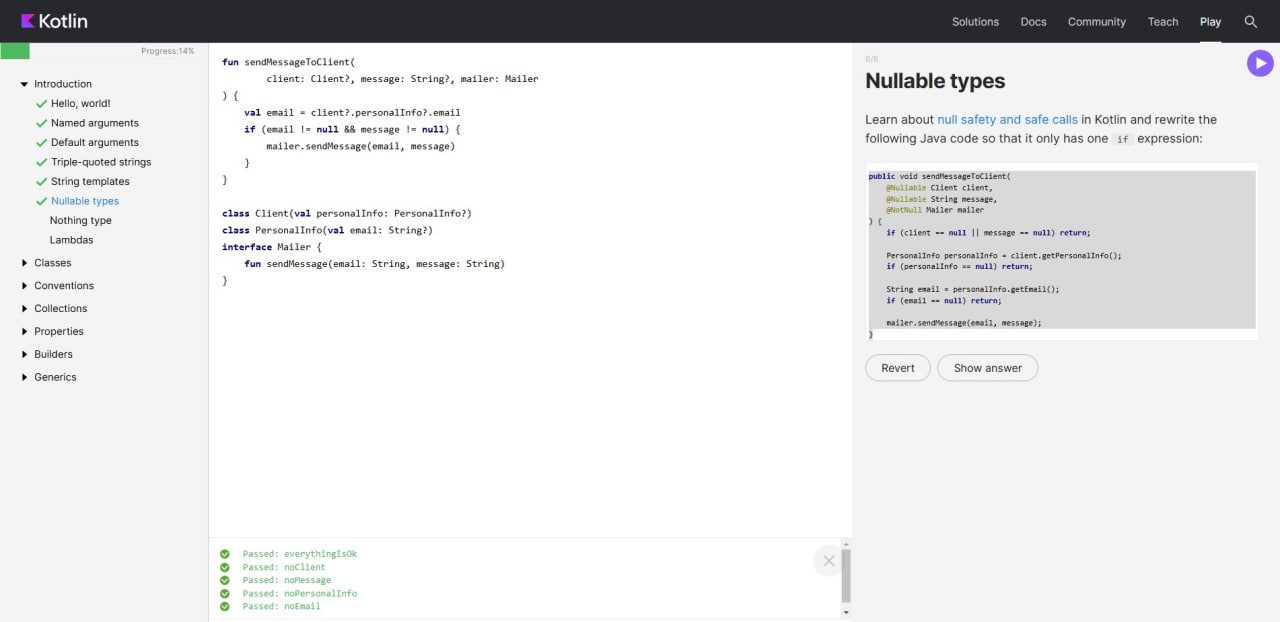 Kotlin
Solutions Docs Community Teach Play
Progress:14%
Introduction
Hello, world!
Named arguments
Default arguments
Triple-quoted strings
String templates
Nullable types
Nothing type
Lambdas
Classes
Conventions
Collections
Properties
Builders
Generics
fun sendMessageToClient(
        client: Client?, message: String?, mailer: Mailer
) {
    val email = client?.personalInfo?.email
    if (email != null && message != null) {
        mailer.sendMessage(email, message)
    }
}
class Client(val personalInfo: PersonalInfo?)
class PersonalInfo(val email: String?)
interface Mailer {
    fun sendMessage(email: String, message: String)
}
Passed: everythingIsOk
Passed: noClient
Passed: noMessage
Passed: noPersonalInfo
Passed: noEmail
6/8
Nullable types
Learn about null safety and safe calls in Kotlin and rewrite the
following Java code so that it only has one if expression:
public void sendMessageToClient(
    @Nullable Client client,
    @Nullable String message,
    @NotNull Mailer mailer
) {
    if (client == null || message == null) return;
    PersonalInfo personalInfo = client.getPersonalInfo();
    if (personalInfo == null) return;
    String email = personalInfo.getEmail();
    if (email == null) return;
    mailer.sendMessage(email, message);
}
Revert Show answer